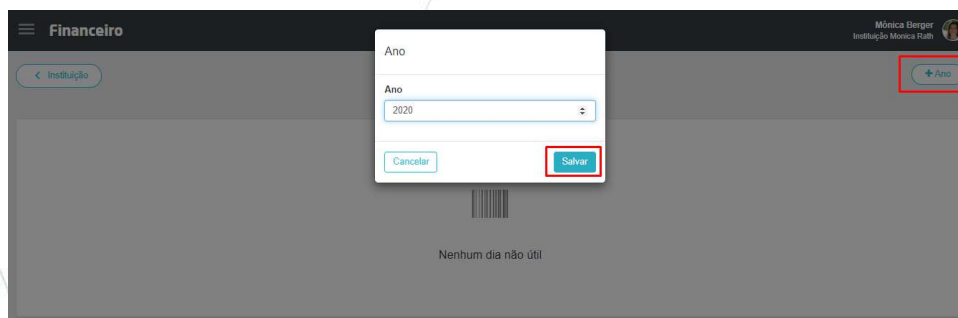 Financeiro
Mônica Berger
Instituição Monica Rath
Instituição
+Ano
Ano
Ano
2020
Cancelar
Salvar
Nenhum dia não útil